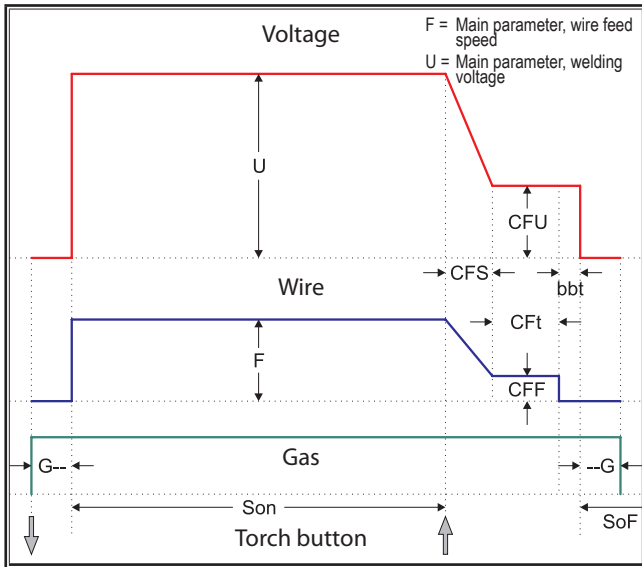 Voltage
F = Main parameter, wire feed
speed
U = Main parameter, welding
voltage
U
CFU
CFS
bbt
Wire
CFt
F
CFF
Gas
G--
--G
Son
SoF
Torch button